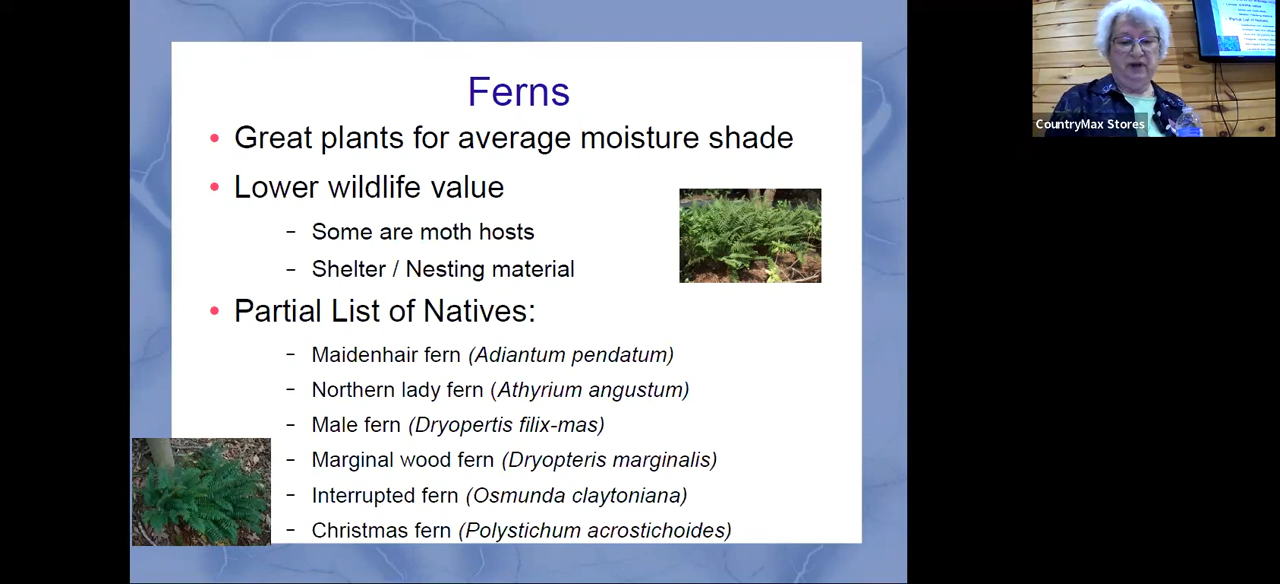 Ferns
• Great plants for average moisture shade
• Lower wildlife value
– Some are moth hosts
– Shelter / Nesting material
• Partial List of Natives:
– Maidenhair fern (Adiantum pendatum)
– Northern lady fern (Athyrium angustum)
– Male fern (Dryopertis filix-mas)
– Marginal wood fern (Dryopteris marginalis)
– Interrupted fern (Osmunda claytoniana)
– Christmas fern (Polystichum acrostichoides)
CountryMax Stores